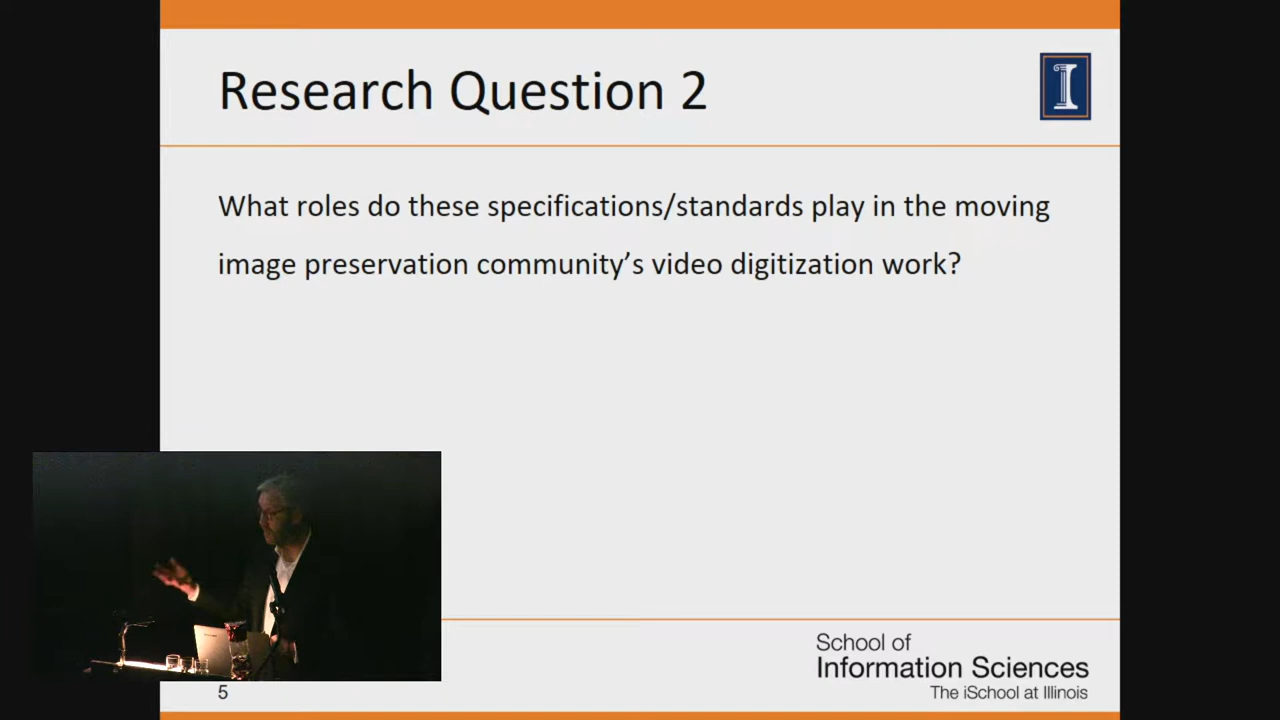 Research Question 2
I
What roles do these specifications/standards play in the moving
image preservation community’s video digitization work?
School of
Information Sciences
The iSchool at Illinois
5